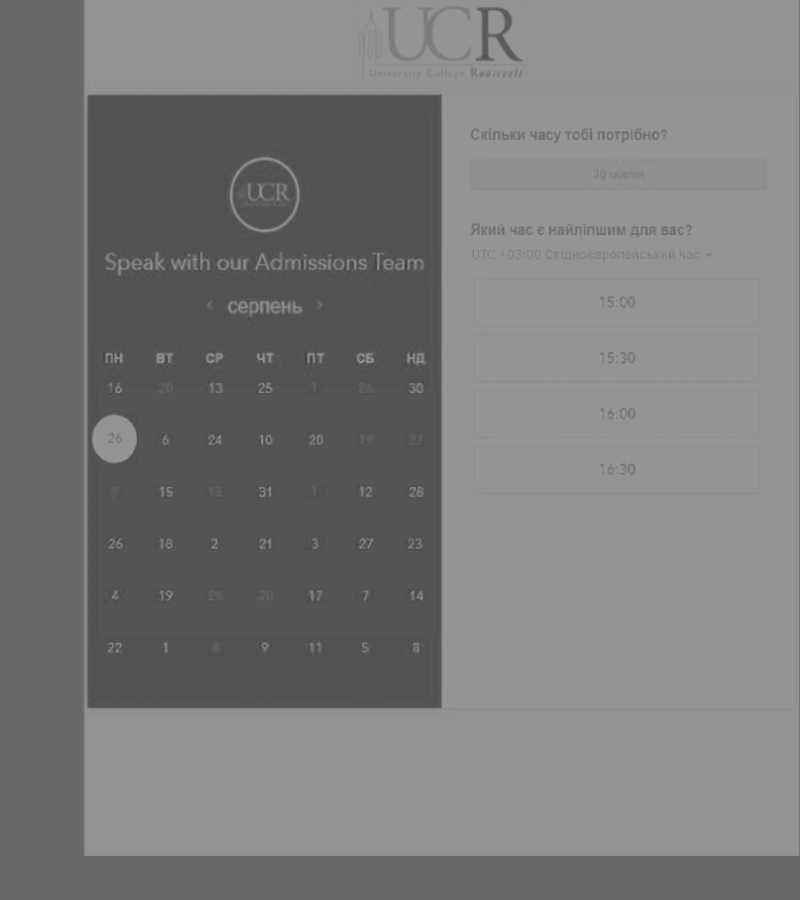 UCR
University College Roosevelt
UCR
Speak with our Admissions Team
< серпень >
ПН ВТ СР ЧТ ПТ СБ НД
16 20 13 25 1 26 30
26 6 24 10 20 19 27
15 31 1 12 28
26 18 2 21 3 27 23
4 19 26 20 17 7 14
22 1 9 11 5 8
Скільки часу тобі потрібно?
30 хвилин
Який час є найліпшим для вас?
UTC +03:00 Східноєвропейський час
15:00
15:30
16:00
16:30